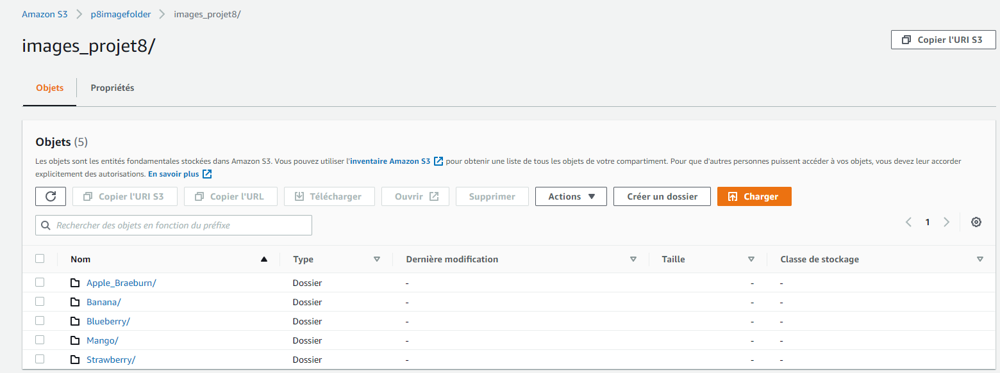 Amazon S3 > p8imagefolder > images_projet8/
images_projet8/
Copier l'URI S3
Objets
Propriétés
Objets (5)
Les objets sont les entités fondamentales stockées dans Amazon S3. Vous pouvez utiliser l'inventaire Amazon S3 pour obtenir une liste de tous les objets de votre compartiment. Pour que d'autres personnes puissent accéder à vos objets, vous devez leur accorder
explicitement des autorisations. En savoir plus
Copier l'URI S3 Copier l'URL Télécharger Ouvrir Supprimer Actions Créer un dossier Charger
Rechercher des objets en fonction du préfixe
1
Nom Type Dernière modification Taille Classe de stockage
Apple_Braeburn/ Dossier - - -
Banana/ Dossier - - -
Blueberry/ Dossier - - -
Mango/ Dossier - - -
Strawberry/ Dossier - - -